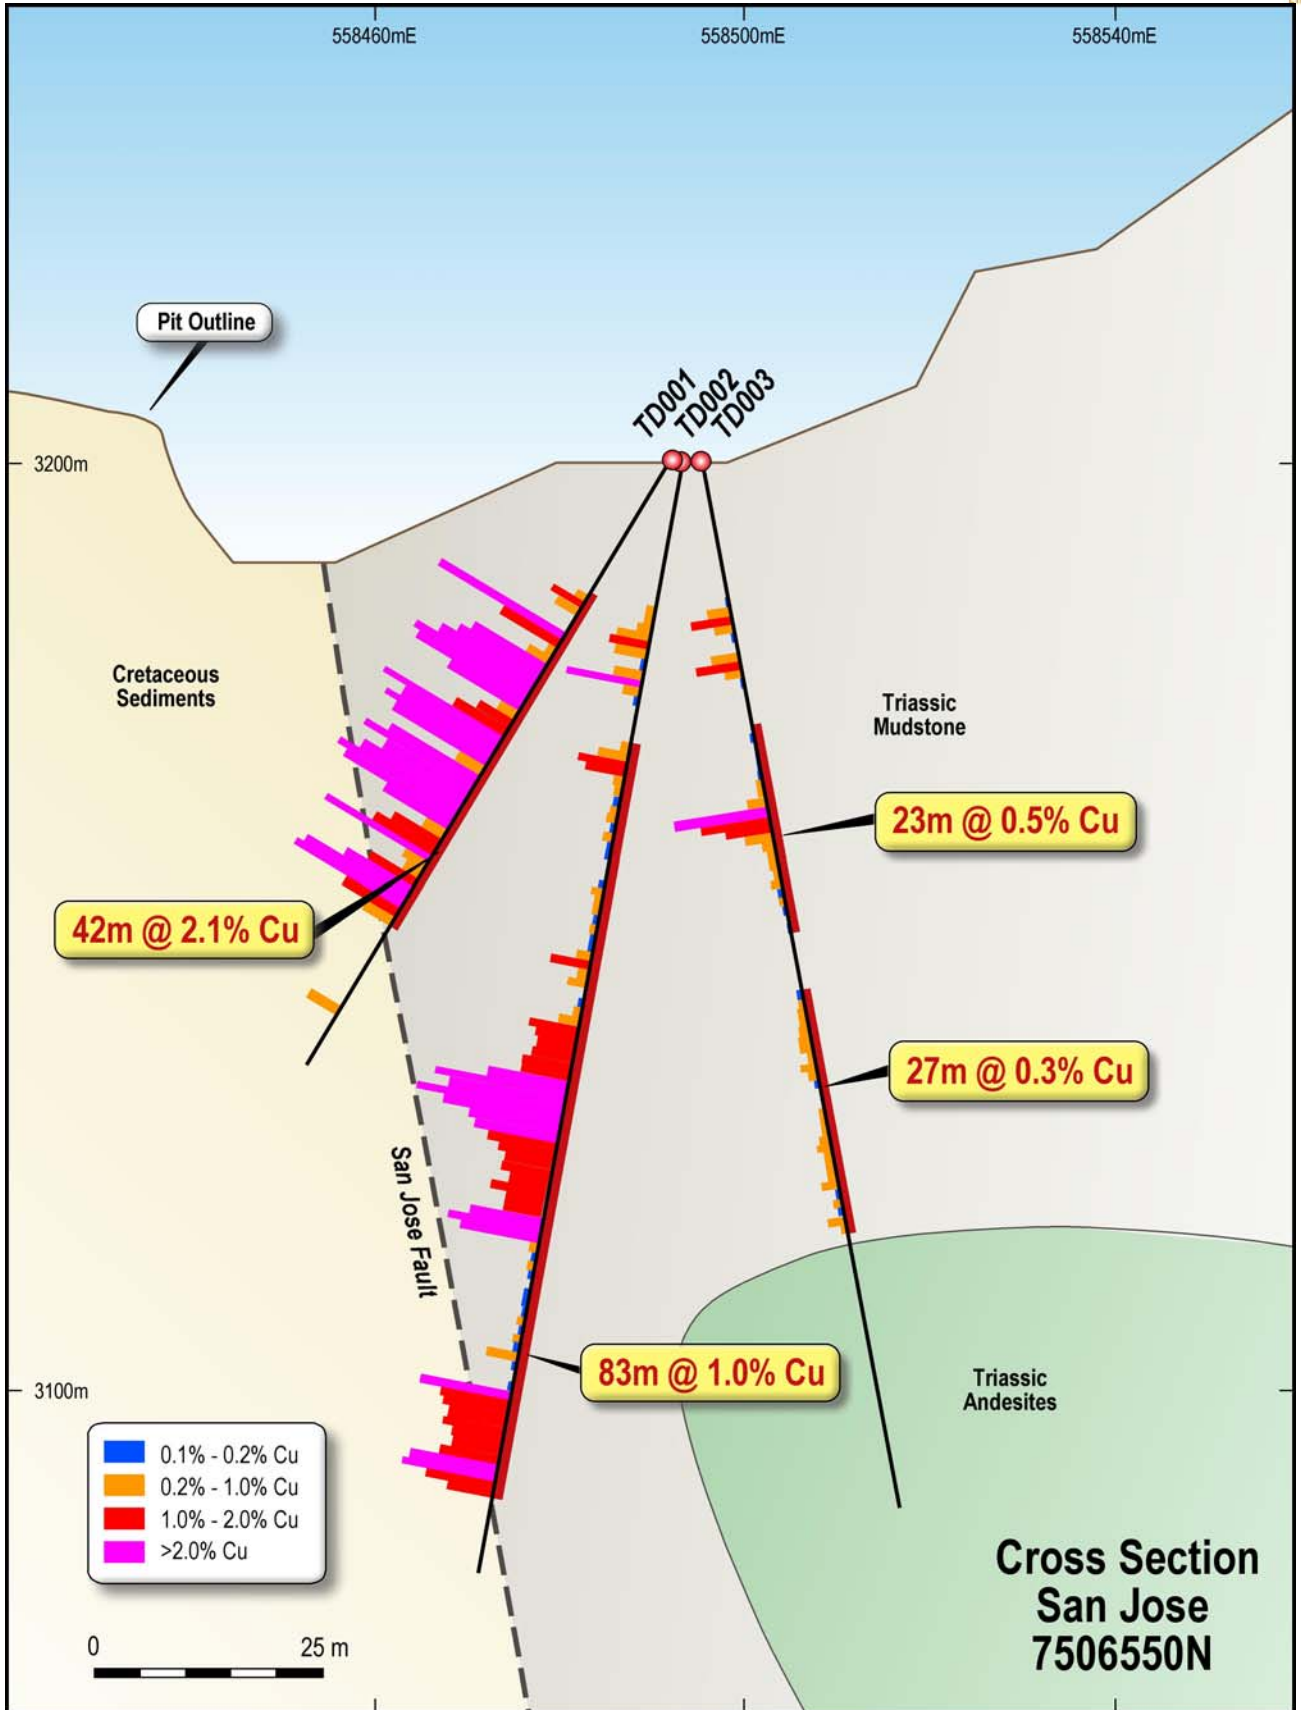 558460mE
558500mE
558540mE
Pit Outline
TD001
TD002
TD003
3200m
Cretaceous
Sediments
Triassic
Mudstone
23m @ 0.5% Cu
42m @ 2.1% Cu
27m @ 0.3% Cu
San Jose Fault
83m @ 1.0% Cu
3100m
Triassic
Andesites
0.1% - 0.2% Cu
0.2% - 1.0% Cu
1.0% - 2.0% Cu
>2.0% Cu
Cross Section
San Jose
7506550N
0 25 m